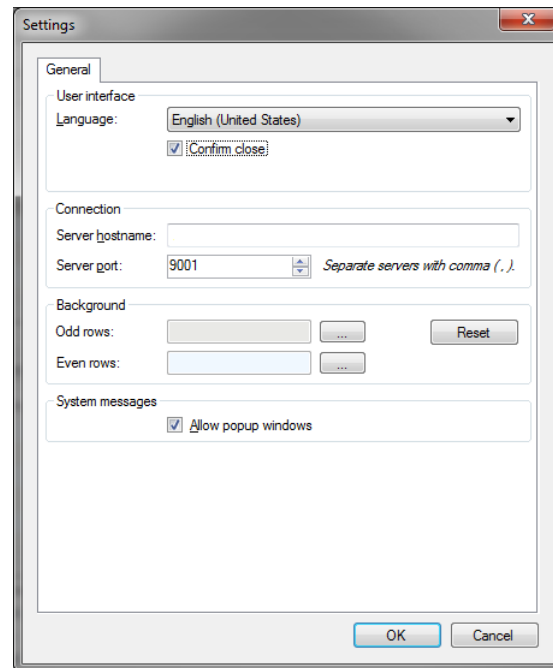 Settings
General
User interface
Language: English (United States)
Confirm close
Connection
Server hostname:
Server port: 9001 Separate servers with comma ( , ).
Background
Odd rows: ... Reset
Even rows: ...
System messages
Allow popup windows
OK Cancel